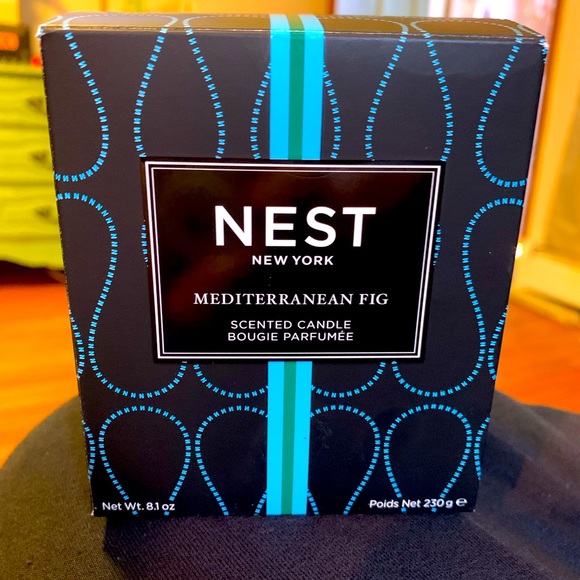 NEST
NEW YORK
MEDITERRANEAN FIG
SCENTED CANDLE
BOUGIE PARFUMÉE
Net Wt. 8.1 oz
Poids Net 230 g ℮